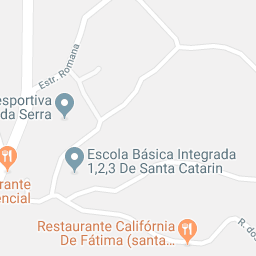 Estr. Romana
esportiva
da Serra
Escola Básica Integrada
1,2,3 De Santa Catarin
rante
encial
Restaurante Califórnia
De Fátima (santa...
R. dos